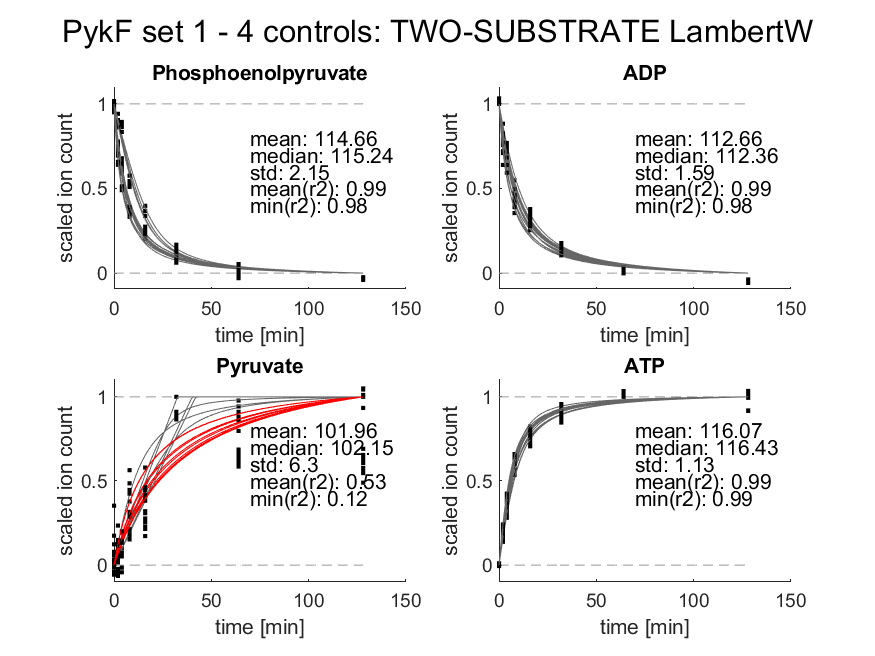 PykF set 1 - 4 controls: TWO-SUBSTRATE LambertW
Phosphoenolpyruvate
scaled ion count
1
0.5
0
mean: 114.66
median: 115.24
std: 2.15
mean(r2): 0.99
min(r2): 0.98
0 50 100 150
time [min]
ADP
scaled ion count
1
0.5
0
mean: 112.66
median: 112.36
std: 1.59
mean(r2): 0.99
min(r2): 0.98
0 50 100 150
time [min]
Pyruvate
scaled ion count
1
0.5
0
mean: 101.96
median: 102.15
std: 6.3
mean(r2): 0.53
min(r2): 0.12
0 50 100 150
time [min]
ATP
scaled ion count
1
0.5
0
mean: 116.07
median: 116.43
std: 1.13
mean(r2): 0.99
min(r2): 0.99
0 50 100 150
time [min]